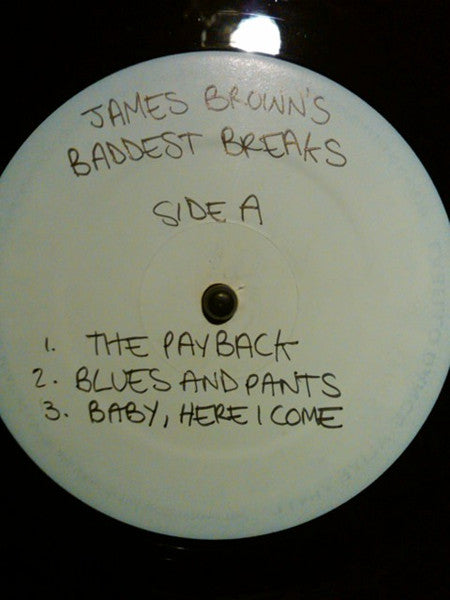 JAMES BROWN'S
BADDEST BREAKS
SIDE A
1. THE PAYBACK
2. BLUES AND PANTS
3. BABY, HERE I COME